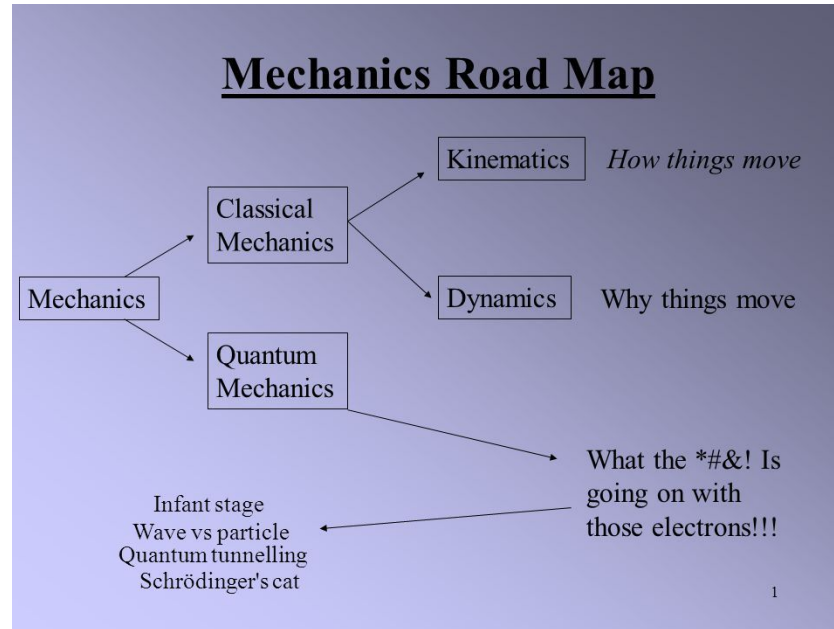 Mechanics Road Map
Kinematics
How things move
Classical
Mechanics
Mechanics
Dynamics
Why things move
Quantum
Mechanics
What the *#&! Is
going on with
those electrons!!!
Infant stage
Wave vs particle
Quantum tunnelling
Schrödinger's cat
1